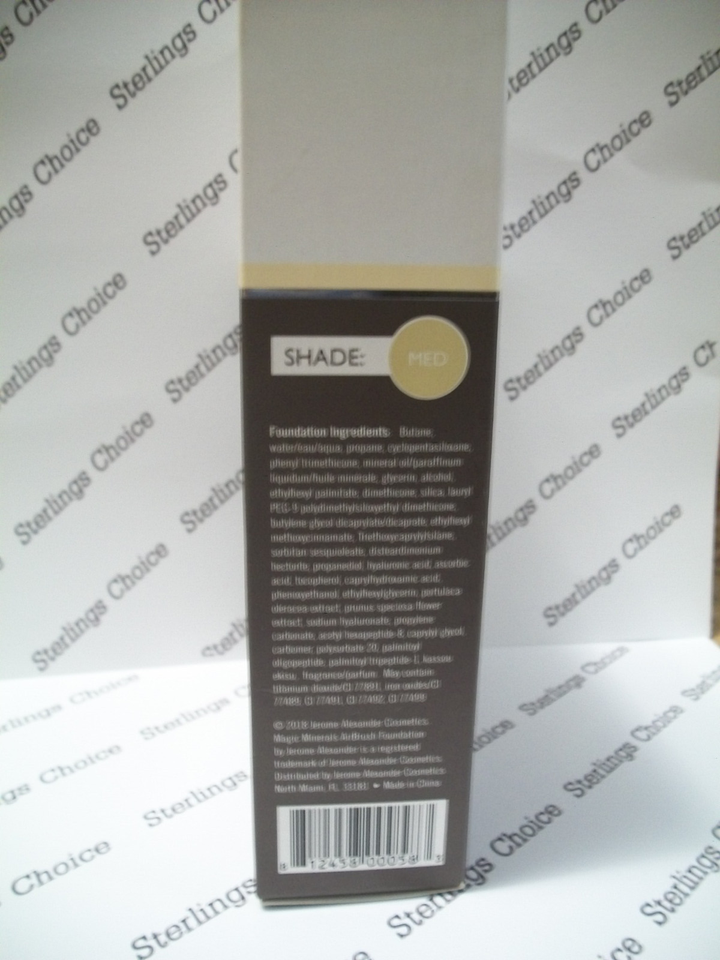 Sterlings Choice
SHADE:
MED
Foundation Ingredients: Butane,
water/eau/aqua, propane, cyclopentasiloxane,
phenyl trimethicone, mineral oil/paraffinum
liquidum/huile minerale, glycerin, alcohol,
ethylhexyl palmitate, dimethicone, silica, lauryl
PEG-9 polydimethylsiloxyethyl dimethicone,
butylene glycol dicaprylate/dicaprate, ethylhexyl
methoxycinnamate, Triethoxycaprylylsilane,
sorbitan sesquioleate, disteardimonium
hectorite, propanediol, hyaluronic acid, ascorbic
acid, tocopherol, caprylhydroxamic acid,
phenoxyethanol, ethylhexylglycerin, portulaca
oleracea extract, prunus speciosa flower
extract, sodium hyaluronate, propylene
carbonate, acetyl hexapeptide-8, caprylyl glycol,
carbomer, polysorbate 20, palmitoyl
oligopeptide, palmitoyl tripeptide-1,
fragrance/parfum. May contain:
titanium dioxide/CI 77891, iron oxides/CI
77489, CI 77491, CI 77492, CI 77499
© 2018 Jerome Alexander Cosmetics.
Magic Minerals AirBrush Foundation
by Jerome Alexander is a registered
trademark of Jerome Alexander Cosmetics.
Distributed by Jerome Alexander Cosmetics
North Miami, FL 33181 Made in China
8 12438 00038 3